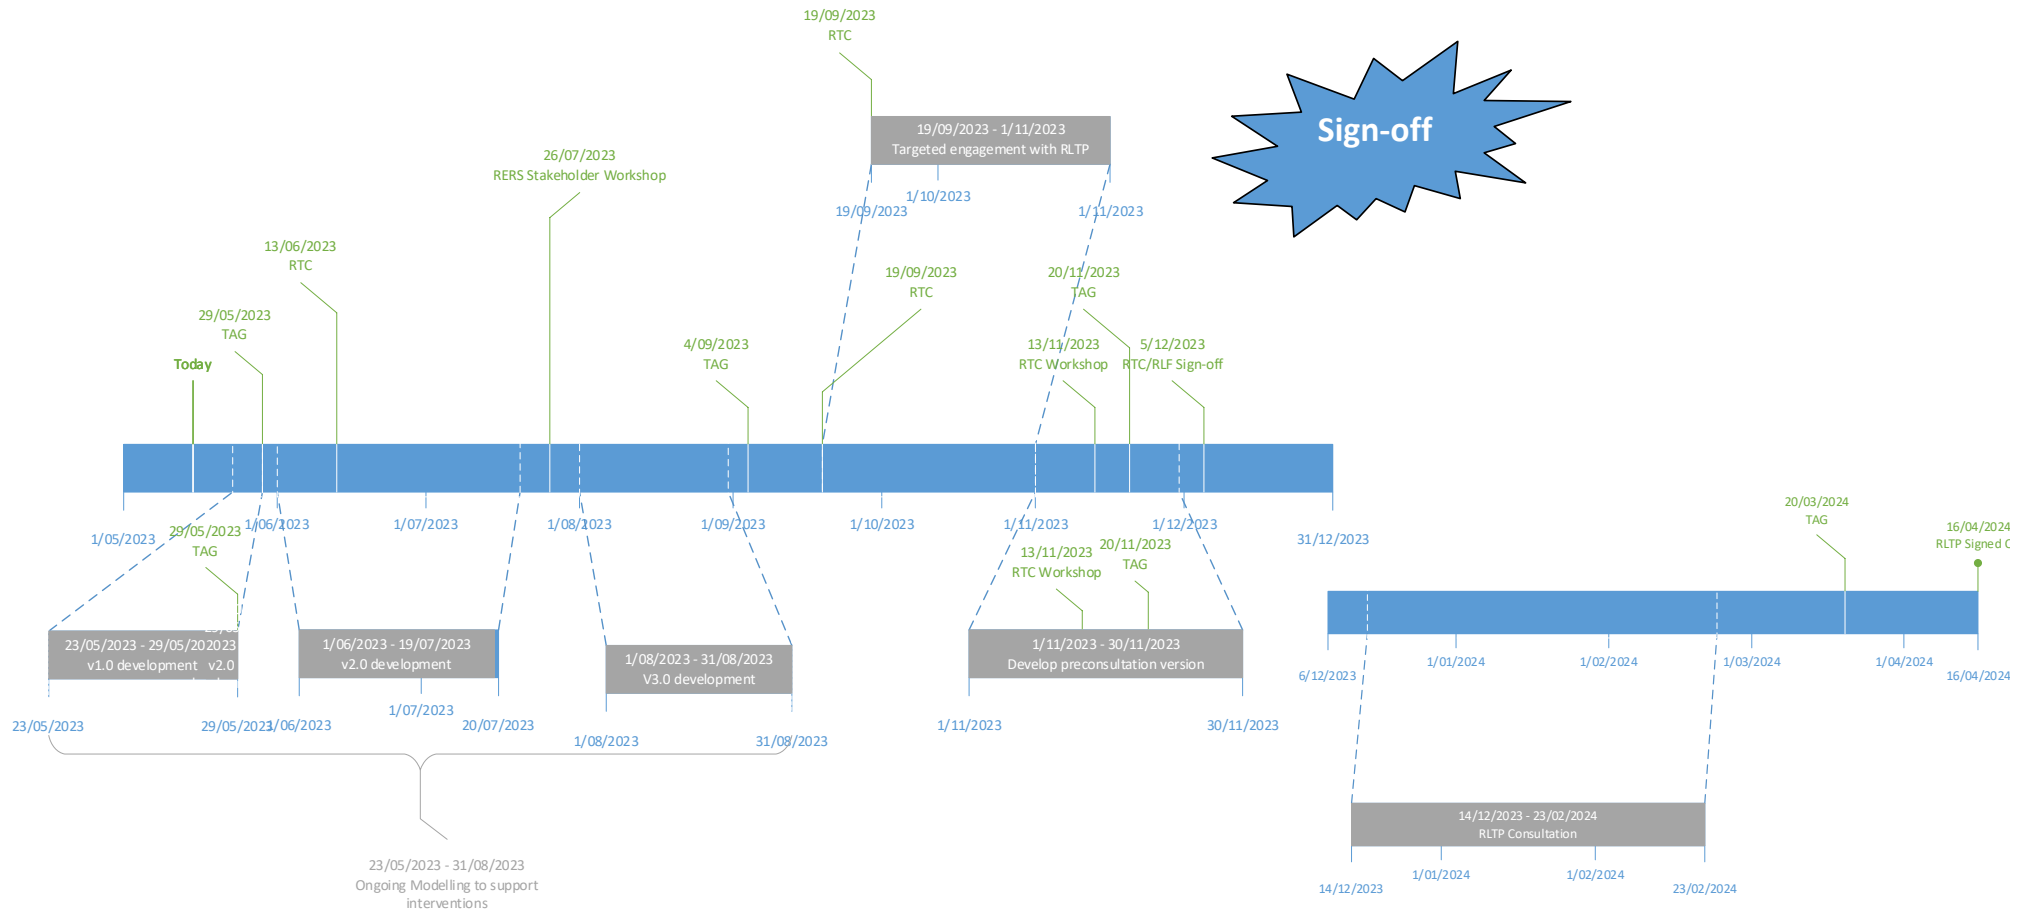 19/09/2023
RTC
Sign-off
19/09/2023 - 1/11/2023
Targeted engagement with RLTP
26/07/2023
RERS Stakeholder Workshop
1/10/2023
19/09/2023
1/11/2023
13/06/2023
RTC
19/09/2023
RTC
20/11/2023
TAG
29/05/2023
TAG
4/09/2023
TAG
13/11/2023
RTC Workshop
5/12/2023
RTC/RLF Sign-off
Today
1/05/2023
1/06/2023
1/07/2023
1/08/2023
1/09/2023
1/10/2023
1/11/2023
1/12/2023
31/12/2023
29/05/2023
TAG
13/11/2023
RTC Workshop
20/11/2023
TAG
20/03/2024
TAG
16/04/2024
RLTP Signed
23/05/2023 - 29/05/2023
v1.0 development
v2.0
1/06/2023 - 19/07/2023
v2.0 development
1/08/2023 - 31/08/2023
V3.0 development
1/11/2023 - 30/11/2023
Develop preconsultation version
6/12/2023
1/01/2024
1/02/2024
1/03/2024
1/04/2024
16/04/2024
23/05/2023
29/05/2023
1/06/2023
1/07/2023
20/07/2023
1/08/2023
31/08/2023
1/11/2023
30/11/2023
14/12/2023 - 23/02/2024
RLTP Consultation
14/12/2023
1/01/2024
1/02/2024
23/02/2024
23/05/2023 - 31/08/2023
Ongoing Modelling to support
interventions